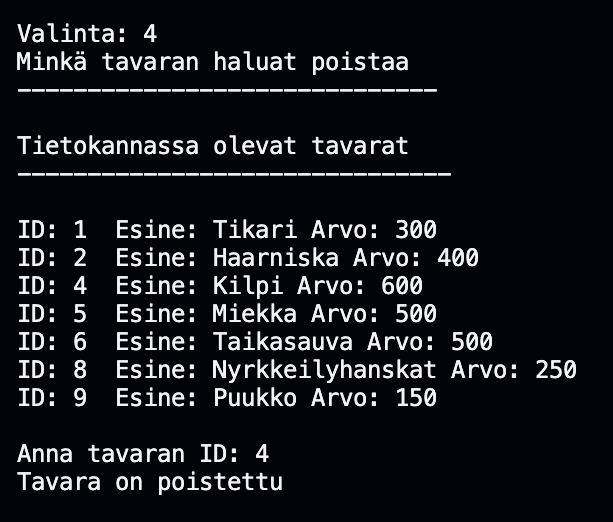 Valinta: 4
Minkä tavaran haluat poistaa
------------------------------
Tietokannassa olevat tavarat
-------------------------------
ID: 1  Esine: Tikari Arvo: 300
ID: 2  Esine: Haarniska Arvo: 400
ID: 4  Esine: Kilpi Arvo: 600
ID: 5  Esine: Miekka Arvo: 500
ID: 6  Esine: Taikasauva Arvo: 500
ID: 8  Esine: Nyrkkeilyhanskat Arvo: 250
ID: 9  Esine: Puukko Arvo: 150
Anna tavaran ID: 4
Tavara on poistettu